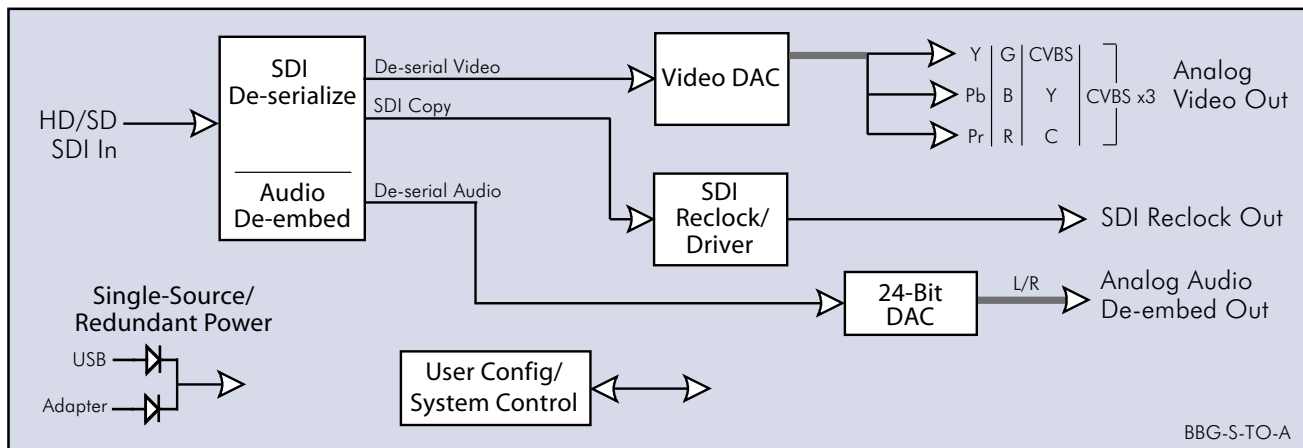 HD/SD
SDI In
SDI
De-serialize
Audio
De-embed
De-serial Video
SDI Copy
De-serial Audio
Video DAC
Y G CVBS
Pb B Y
Pr R C
CVBS x3
Analog
Video Out
SDI
Reclock/
Driver
SDI Reclock Out
24-Bit
DAC
L/R
Analog Audio
De-embed Out
Single-Source/
Redundant Power
USB
Adapter
User Config/
System Control
BBG-S-TO-A